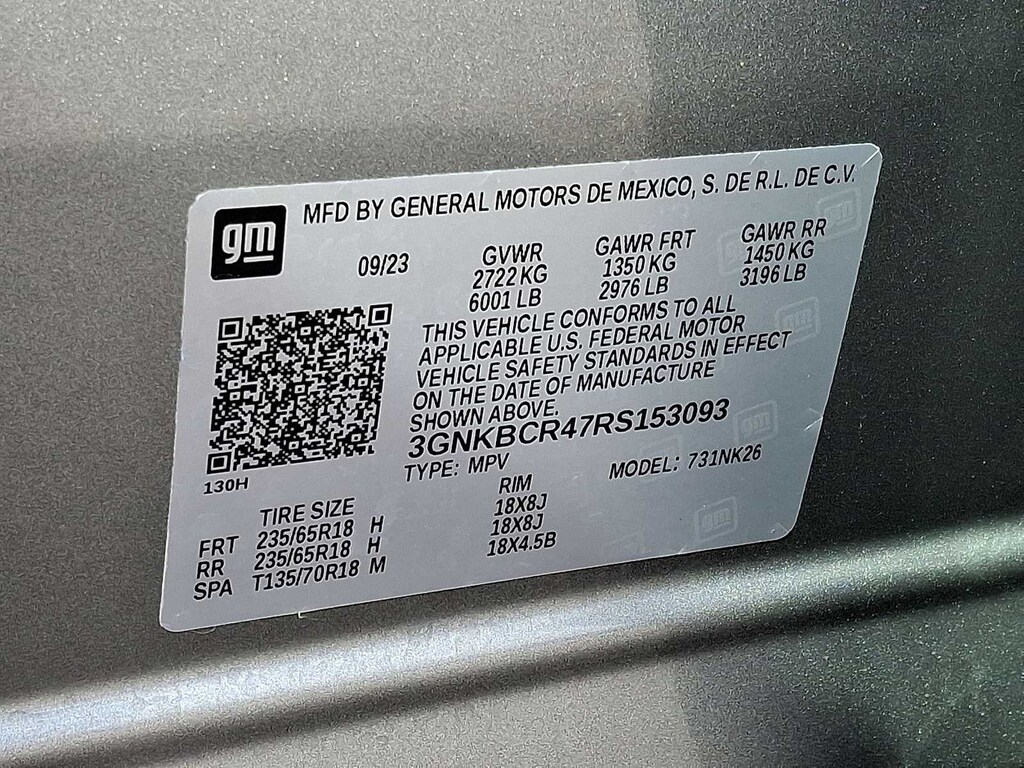 gm
MFD BY GENERAL MOTORS DE MEXICO, S. DE R.L. DE C.V.
09/23
GVWR
2722 KG
6001 LB
GAWR FRT
1350 KG
2976 LB
GAWR RR
1450 KG
3196 LB
THIS VEHICLE CONFORMS TO ALL
APPLICABLE U.S. FEDERAL MOTOR
VEHICLE SAFETY STANDARDS IN EFFECT
ON THE DATE OF MANUFACTURE
SHOWN ABOVE.
3GNKBCR47RS153093
TYPE: MPV
MODEL: 731NK26
130H
TIRE SIZE
RIM
FRT 235/65R18 H 18X8J
RR 235/65R18 H 18X8J
SPA T135/70R18 M 18X4.5B